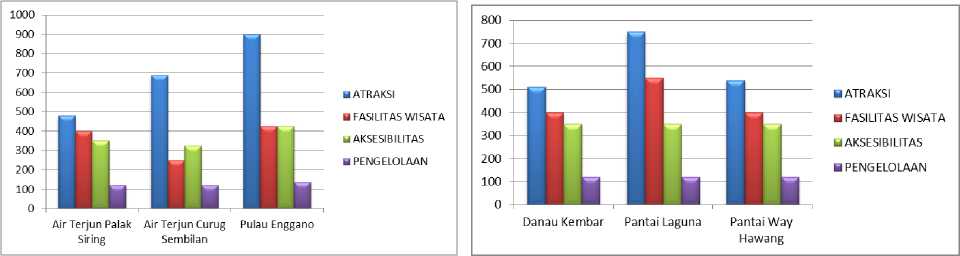 1000
900
800
700
600
500
400
300
200
100
0
Air Terjun Palak
Siring
Air Terjun Curug
Sembilan
Pulau Enggano
ATRAKSI
FASILITAS WISATA
AKSESIBILITAS
PENGELOLAAN
800
700
600
500
400
300
200
100
0
Danau Kembar
Pantai Laguna
Pantai Way
Hawang
ATRAKSI
FASILITAS WISATA
AKSESIBILITAS
PENGELOLAAN